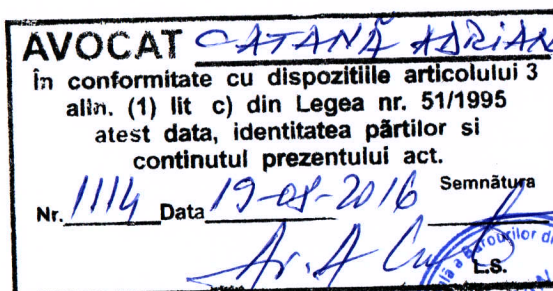 AVOCAT CATANĂ ADRIAN
în conformitate cu dispozitiile articolului 3
alin. (1) lit c) din Legea nr. 51/1995
atest data, identitatea părtilor si
continutul prezentului act.
Semnătura
Nr. 1114 Data 19-08-2016
Barourilor
L.S.